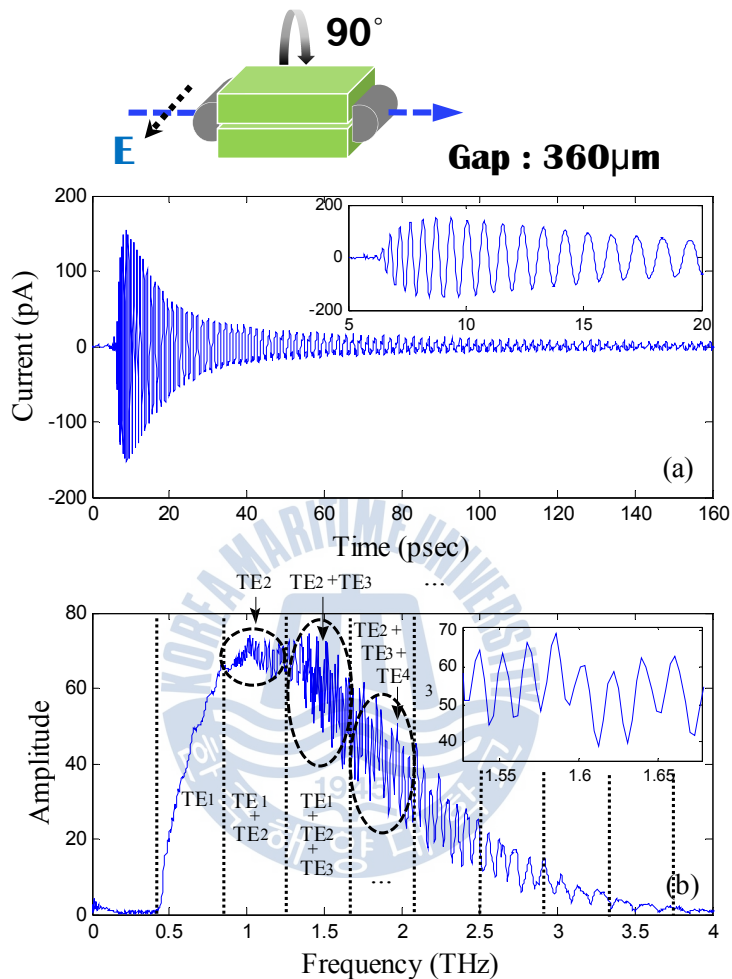 90°
E
Gap : 360μm
200
100
0
-100
-200
Current (pA)
200
0
-200
5
10
15
20
(a)
0
20
40
60
80
100
120
140
160
Time (psec)
KOREA MARITIME UNIVERSITY
TE2
TE2+TE3
...
TE2+
TE3+
TE4
3
80
60
40
20
0
Amplitude
70
60
50
40
1.55
1.6
1.65
TE1
TE1
+
TE2
TE1
+
TE2
+
TE3
...
(b)
0
0.5
1
1.5
2
2.5
3
3.5
4
Frequency (THz)